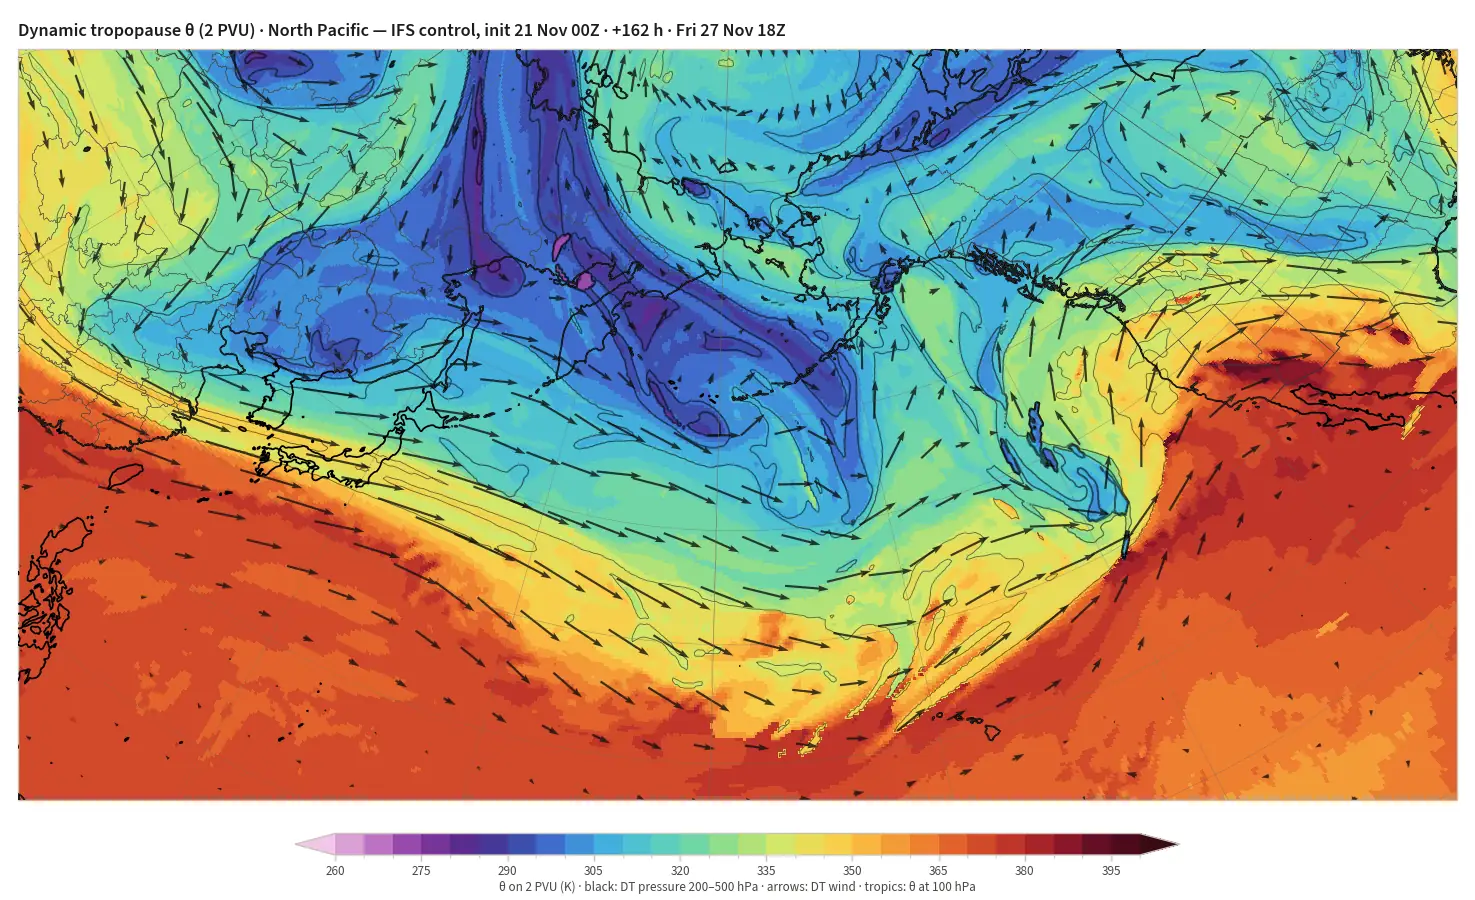 Dynamic tropopause θ (2 PVU) · North Pacific — IFS control, init 21 Nov 00Z · +162 h · Fri 27 Nov 18Z
260 275 290 305 320 335 350 365 380 395
θ on 2 PVU (K) · black: DT pressure 200–500 hPa · arrows: DT wind · tropics: θ at 100 hPa